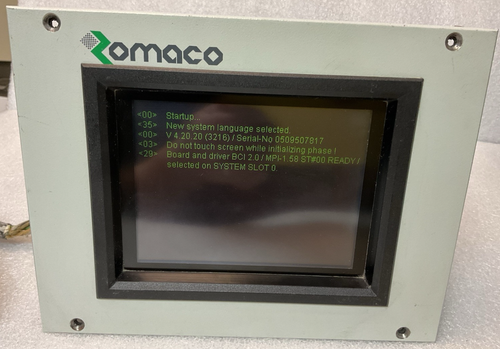 Romaco
<00> Startup...
<35> New system language selected
<00> V 4.20.20 (3216) / Serial-No 0509507817
<03> Do not touch screen while initializing phase !
<29> Board and driver BCI 2.0 / MPI-1.59 ST#00 READY /
selected on SYSTEM SLOT 0.